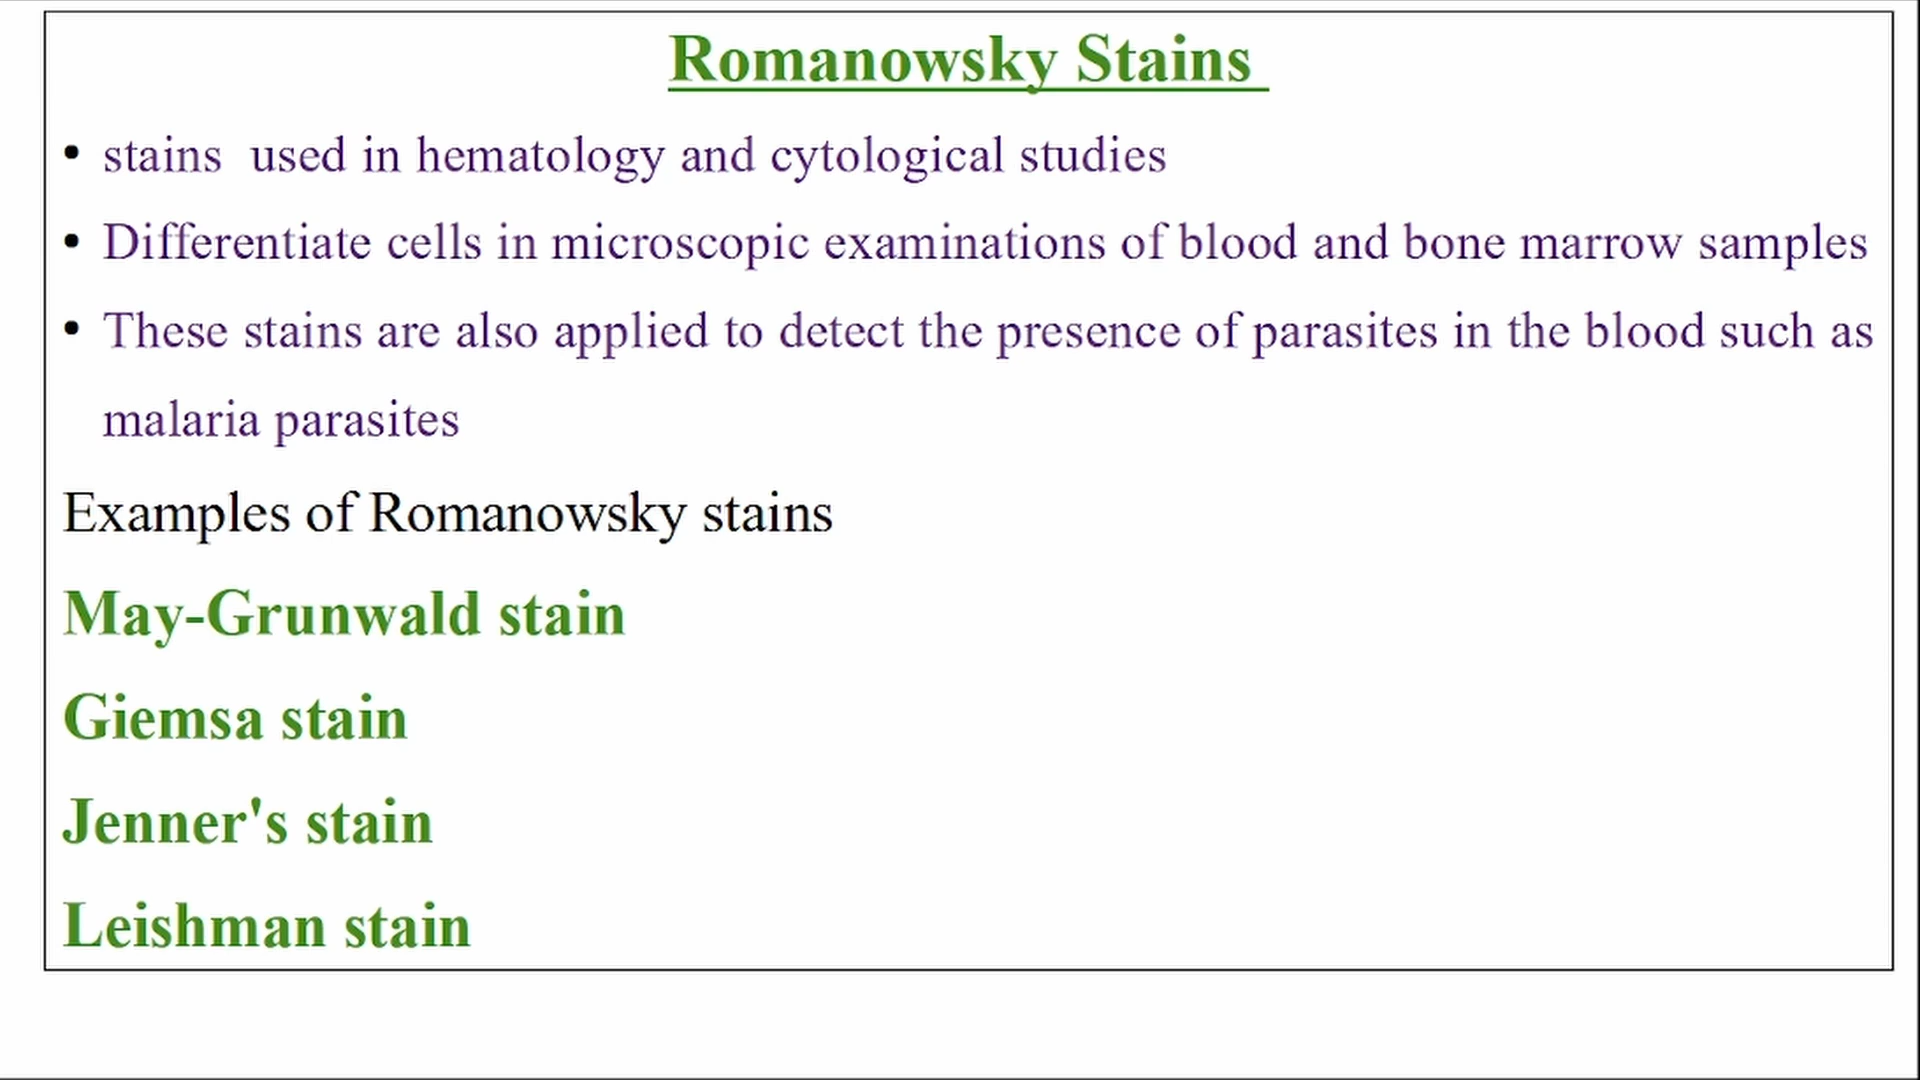 Romanowsky Stains
• stains  used in hematology and cytological studies
• Differentiate cells in microscopic examinations of blood and bone marrow samples
• These stains are also applied to detect the presence of parasites in the blood such as
malaria parasites
Examples of Romanowsky stains
May-Grunwald stain
Giemsa stain
Jenner's stain
Leishman stain